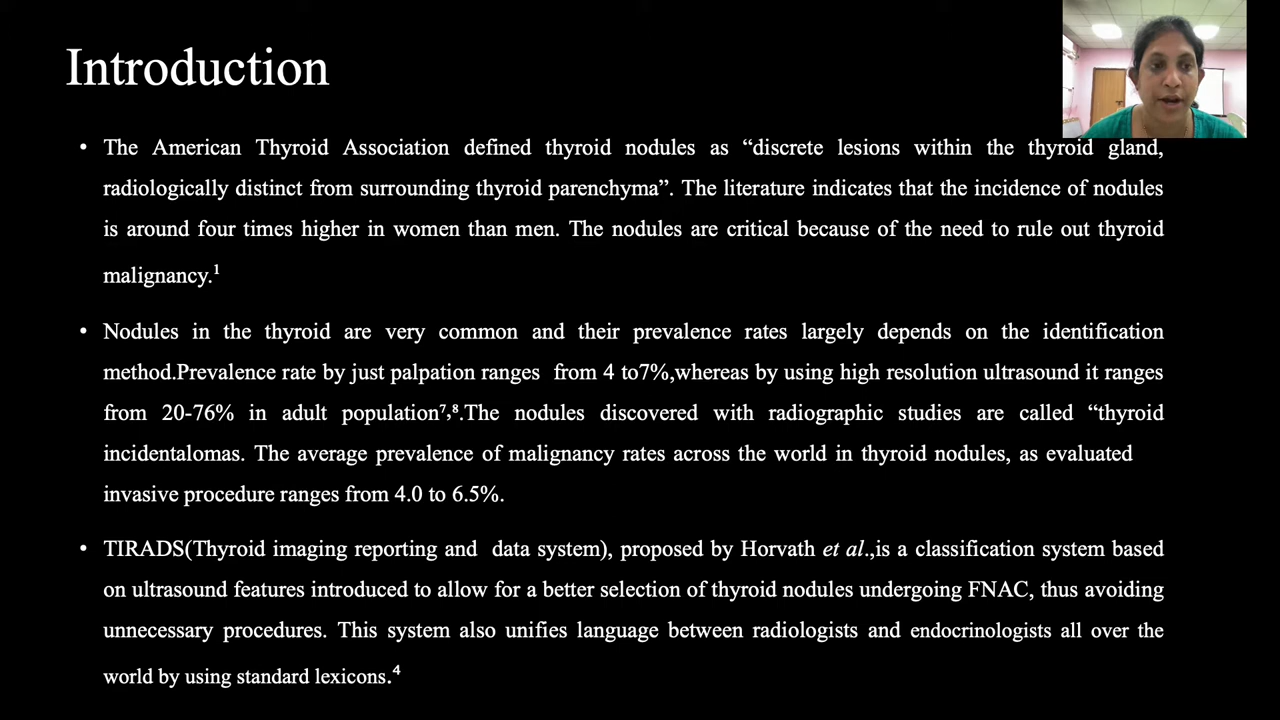 Introduction
• The American Thyroid Association defined thyroid nodules as “discrete lesions within the thyroid gland,
radiologically distinct from surrounding thyroid parenchyma”. The literature indicates that the incidence of nodules
is around four times higher in women than men. The nodules are critical because of the need to rule out thyroid
malignancy.¹
• Nodules in the thyroid are very common and their prevalence rates largely depends on the identification
method.Prevalence rate by just palpation ranges from 4 to7%,whereas by using high resolution ultrasound it ranges
from 20-76% in adult population⁷,⁸.The nodules discovered with radiographic studies are called “thyroid
incidentalomas. The average prevalence of malignancy rates across the world in thyroid nodules, as evaluated
invasive procedure ranges from 4.0 to 6.5%.
• TIRADS(Thyroid imaging reporting and data system), proposed by Horvath et al.,is a classification system based
on ultrasound features introduced to allow for a better selection of thyroid nodules undergoing FNAC, thus avoiding
unnecessary procedures. This system also unifies language between radiologists and endocrinologists all over the
world by using standard lexicons.⁴